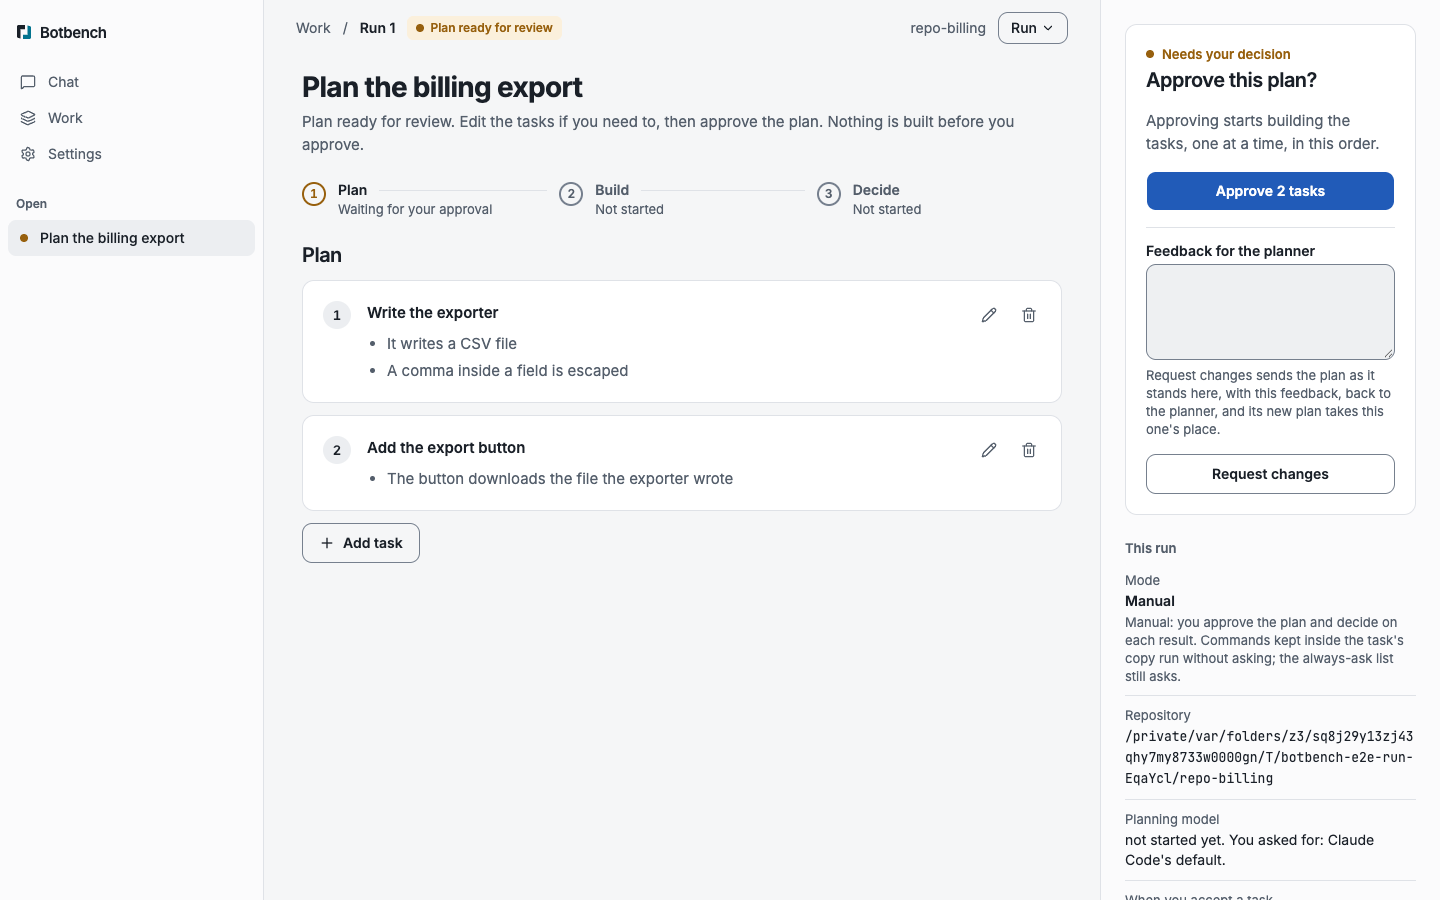 Botbench
Chat
Work
Settings
Open
Plan the billing export
Work / Run 1 Plan ready for review
repo-billing Run
Plan the billing export
Plan ready for review. Edit the tasks if you need to, then approve the plan. Nothing is built before you
approve.
1 Plan
Waiting for your approval
2 Build
Not started
3 Decide
Not started
Plan
1 Write the exporter
• It writes a CSV file
• A comma inside a field is escaped
2 Add the export button
• The button downloads the file the exporter wrote
Add task
Needs your decision
Approve this plan?
Approving starts building the
tasks, one at a time, in this order.
Approve 2 tasks
Feedback for the planner
Request changes sends the plan as it
stands here, with this feedback, back to
the planner, and its new plan takes this
one's place.
Request changes
This run
Mode
Manual
Manual: you approve the plan and decide on
each result. Commands kept inside the task's
copy run without asking; the always-ask list
still asks.
Repository
/private/var/folders/z3/sq8j29y13zj43
qhy7my8733w0000gn/T/botbench-e2e-run-
EqaYcl/repo-billing
Planning model
not started yet. You asked for: Claude
Code's default.
When you accept a task